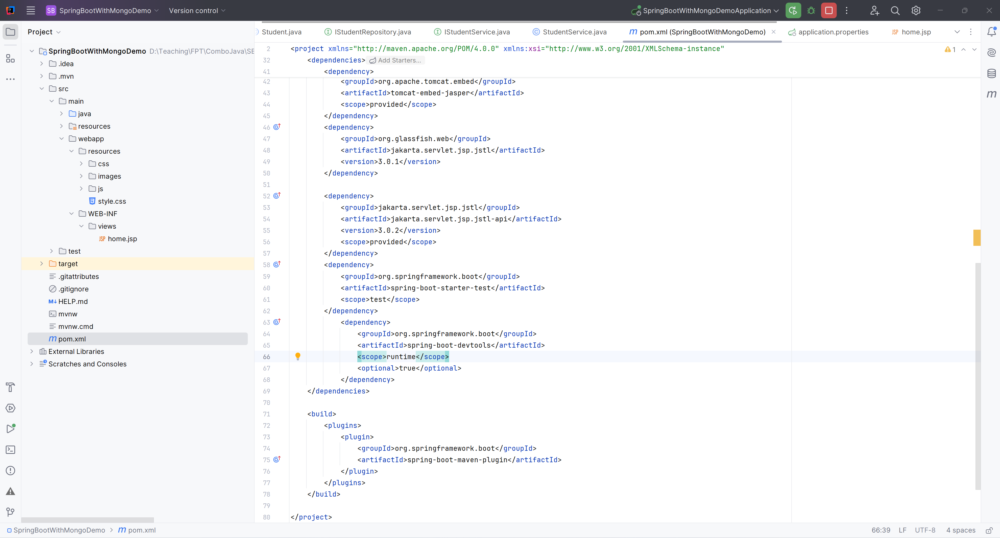 SB SpringBootWithMongoDemo Version control SpringBootWithMongoDemoApplication
Project
SpringBootWithMongoDemo D:\Teaching\FPT\ComboJava\SE
.idea
.mvn
src
main
java
resources
webapp
resources
css
images
js
style.css
WEB-INF
views
JSP home.jsp
test
target
.gitattributes
.gitignore
M↓ HELP.md
mvnw
mvnw.cmd
m pom.xml
External Libraries
Scratches and Consoles
Student.java I IStudentRepository.java I IStudentService.java C StudentService.java m pom.xml (SpringBootWithMongoDemo) application.properties JSP home.jsp
2 <project xmlns="http://maven.apache.org/POM/4.0.0" xmlns:xsi="http://www.w3.org/2001/XMLSchema-instance" 1
32 <dependencies> Add Starters...
41 <dependency>
42 <groupId>org.apache.tomcat.embed</groupId>
43 <artifactId>tomcat-embed-jasper</artifactId>
44 <scope>provided</scope>
45 </dependency>
46 <dependency>
47 <groupId>org.glassfish.web</groupId>
48 <artifactId>jakarta.servlet.jsp.jstl</artifactId>
49 <version>3.0.1</version>
50 </dependency>
51
52 <dependency>
53 <groupId>jakarta.servlet.jsp.jstl</groupId>
54 <artifactId>jakarta.servlet.jsp.jstl-api</artifactId>
55 <version>3.0.2</version>
56 <scope>provided</scope>
57 </dependency>
58 <dependency>
59 <groupId>org.springframework.boot</groupId>
60 <artifactId>spring-boot-starter-test</artifactId>
61 <scope>test</scope>
62 </dependency>
63 <dependency>
64 <groupId>org.springframework.boot</groupId>
65 <artifactId>spring-boot-devtools</artifactId>
66 <scope>runtime</scope>
67 <optional>true</optional>
68 </dependency>
69 </dependencies>
70
71 <build>
72 <plugins>
73 <plugin>
74 <groupId>org.springframework.boot</groupId>
75 <artifactId>spring-boot-maven-plugin</artifactId>
76 </plugin>
77 </plugins>
78 </build>
79
80 </project>
m
SpringBootWithMongoDemo > m pom.xml 66:39 LF UTF-8 4 spaces